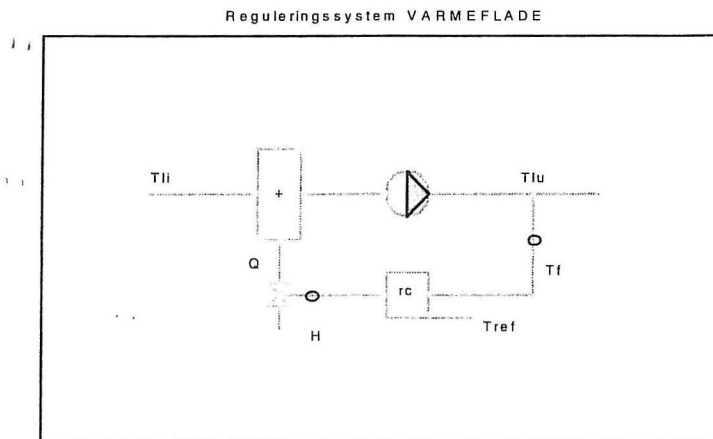 Reguleringssystem VARMEFLADE
Tli
+
Tlu
Q
Tf
rc
H
Tref